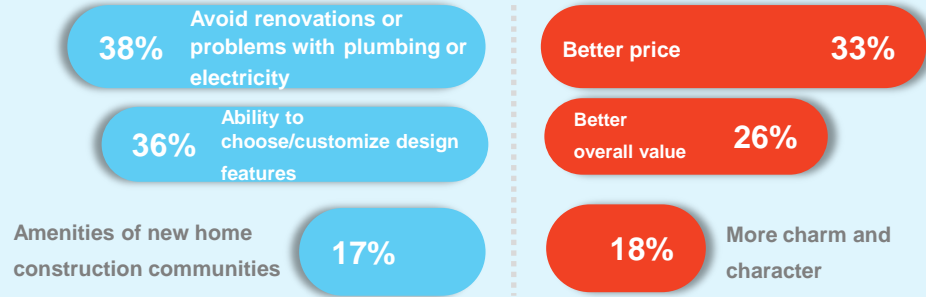 38%
Avoid renovations or
problems with plumbing or
electricity
36%
Ability to
choose/customize design
features
Amenities of new home
construction communities
17%
Better price
33%
Better
overall value
26%
18%
More charm and
character